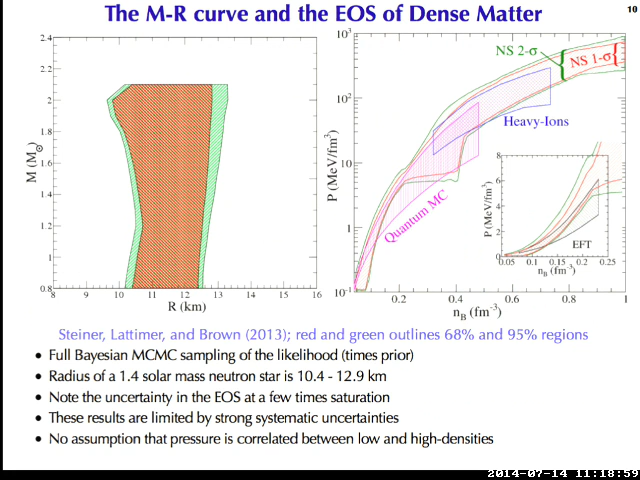 The M-R curve and the EOS of Dense Matter
10
2.4
2.2
2
1.8
1.6
1.4
1.2
1
0.8
M (M⊙)
8 9 10 11 12 13 14 15 16
R (km)
10³
10²
10
1
10⁻¹
P (MeV/fm³)
NS 2-σ
NS 1-σ
Heavy-Ions
Quantum MC
0.2 0.4 0.6 0.8 1
n_B (fm⁻³)
8
6
4
2
0
P (MeV/fm³)
EFT
0.05 0.1 0.15 0.2 0.25
n_B (fm⁻³)
Steiner, Lattimer, and Brown (2013); red and green outlines 68% and 95% regions
• Full Bayesian MCMC sampling of the likelihood (times prior)
• Radius of a 1.4 solar mass neutron star is 10.4 - 12.9 km
• Note the uncertainty in the EOS at a few times saturation
• These results are limited by strong systematic uncertainties
• No assumption that pressure is correlated between low and high-densities
2014-07-14 11:18:59